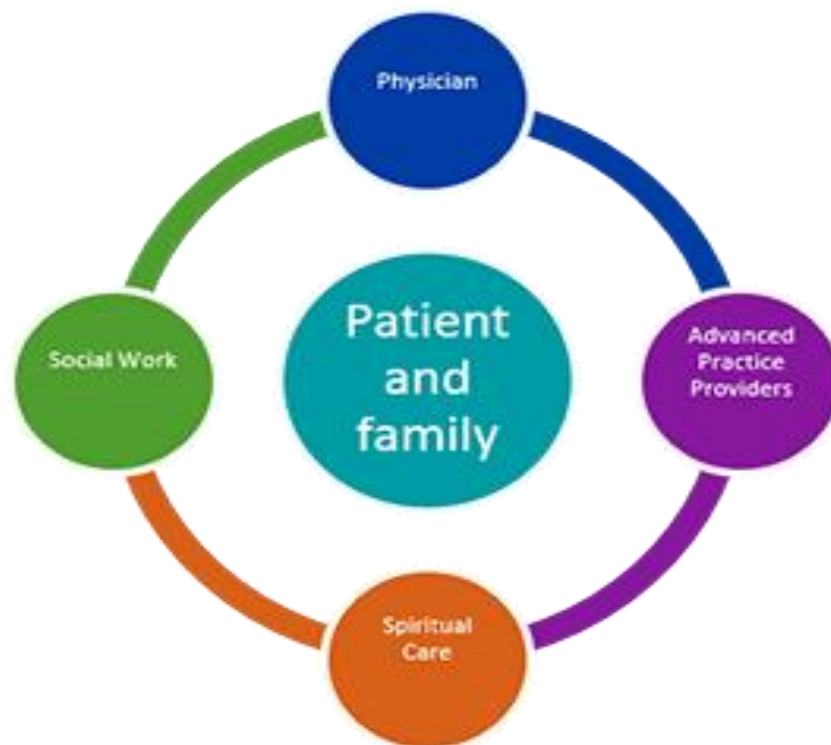 Physician
Social Work
Patient
and
family
Advanced
Practice
Providers
Spiritual
Care